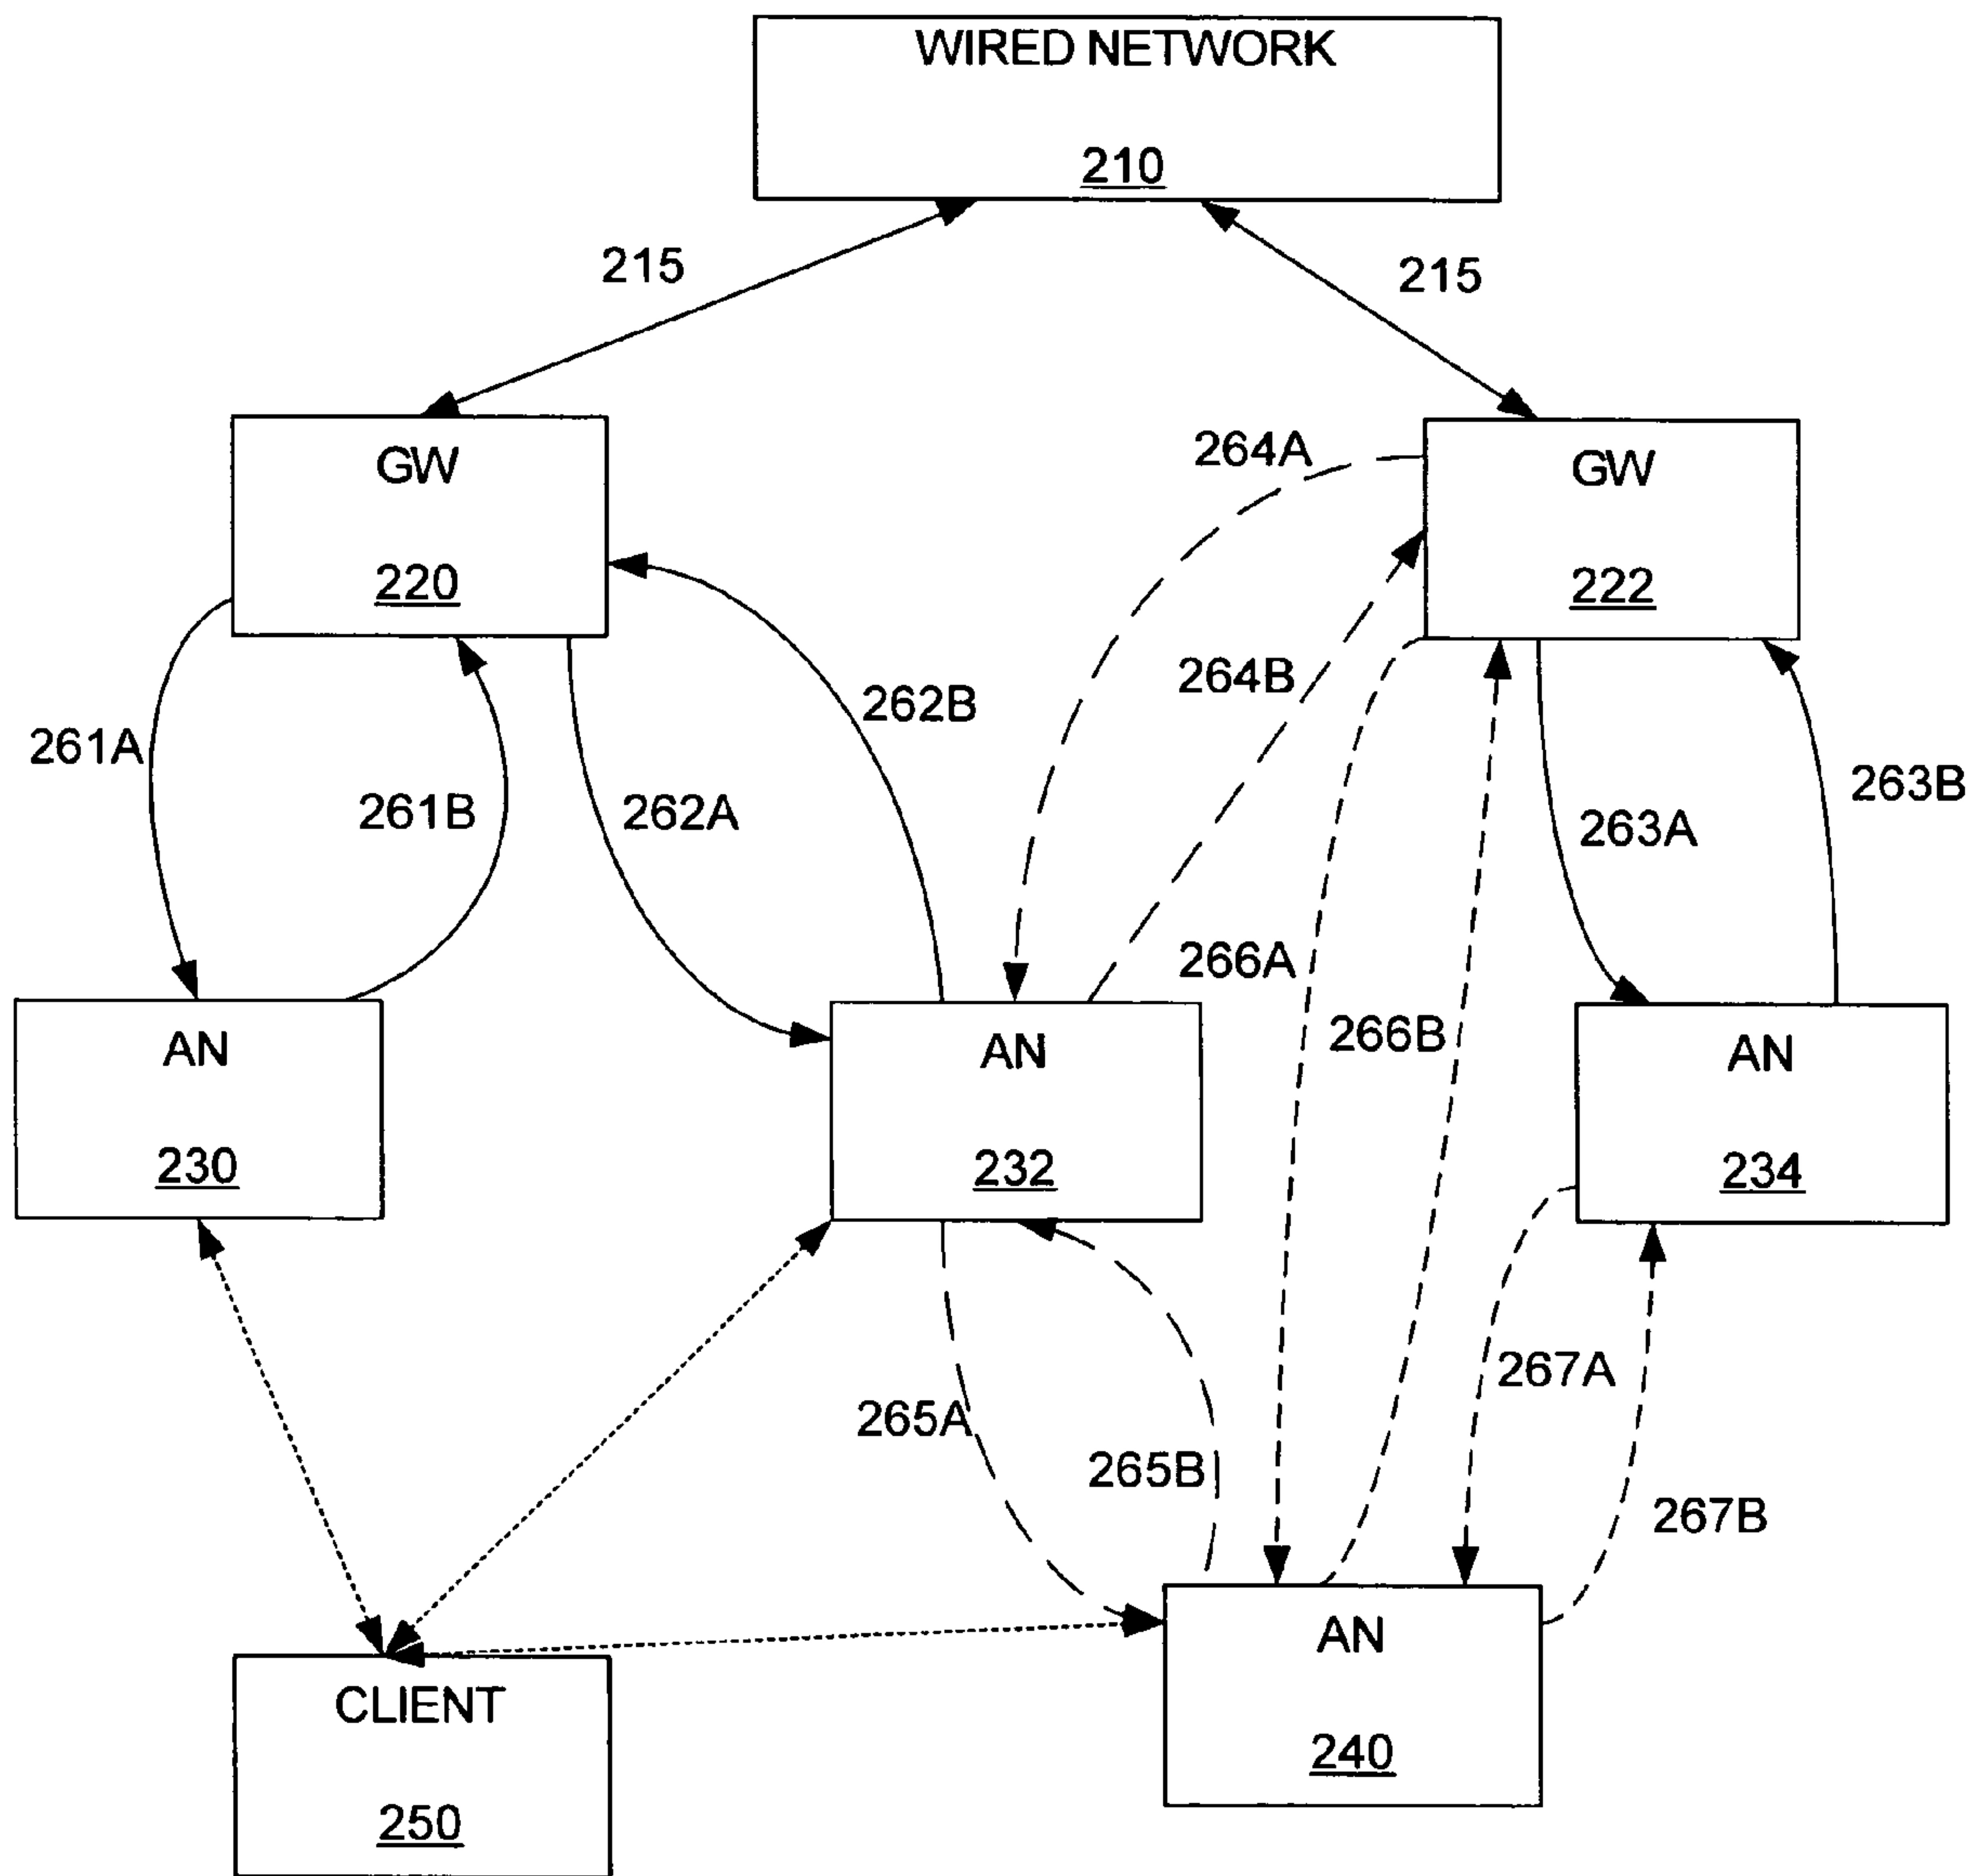 WIRED NETWORK
210
215
215
GW
220
GW
222
264A
264B
262B
261A
261B
262A
263B
263A
266A
266B
AN
230
AN
232
AN
234
265A
265B
267A
267B
CLIENT
250
AN
240